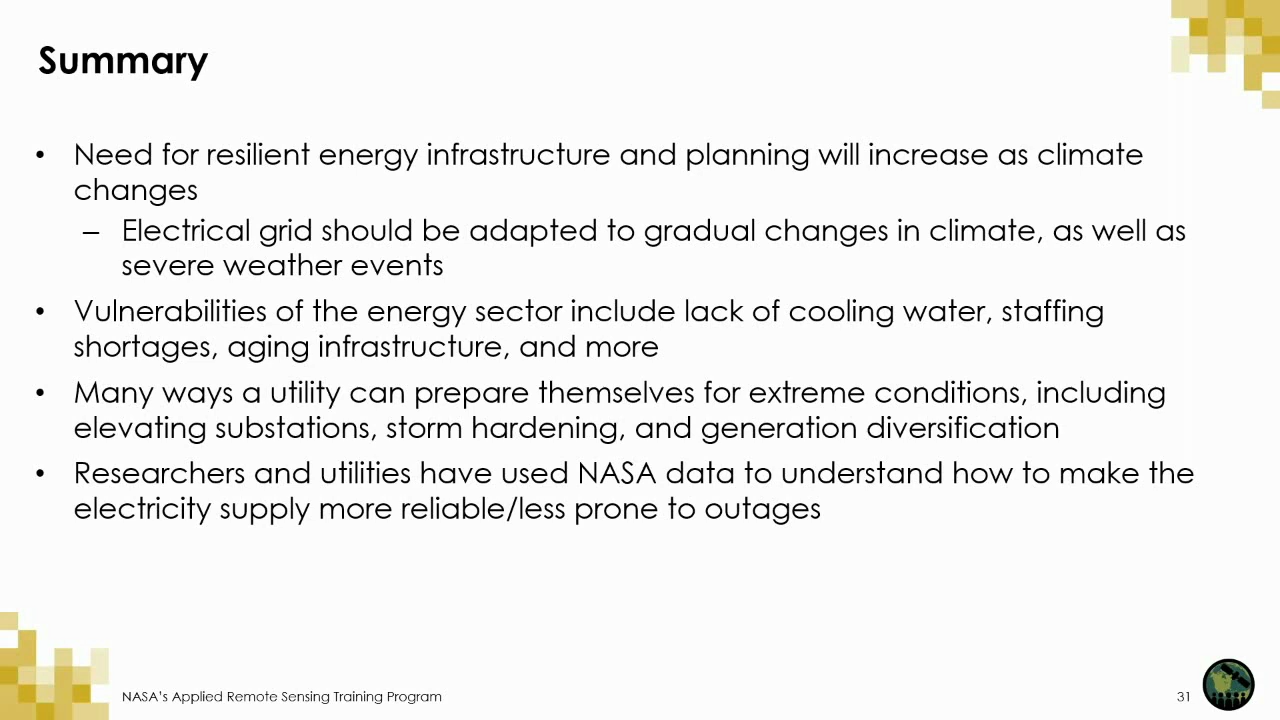 Summary
• Need for resilient energy infrastructure and planning will increase as climate
changes
– Electrical grid should be adapted to gradual changes in climate, as well as
severe weather events
• Vulnerabilities of the energy sector include lack of cooling water, staffing
shortages, aging infrastructure, and more
• Many ways a utility can prepare themselves for extreme conditions, including
elevating substations, storm hardening, and generation diversification
• Researchers and utilities have used NASA data to understand how to make the
electricity supply more reliable/less prone to outages
NASA's Applied Remote Sensing Training Program
31